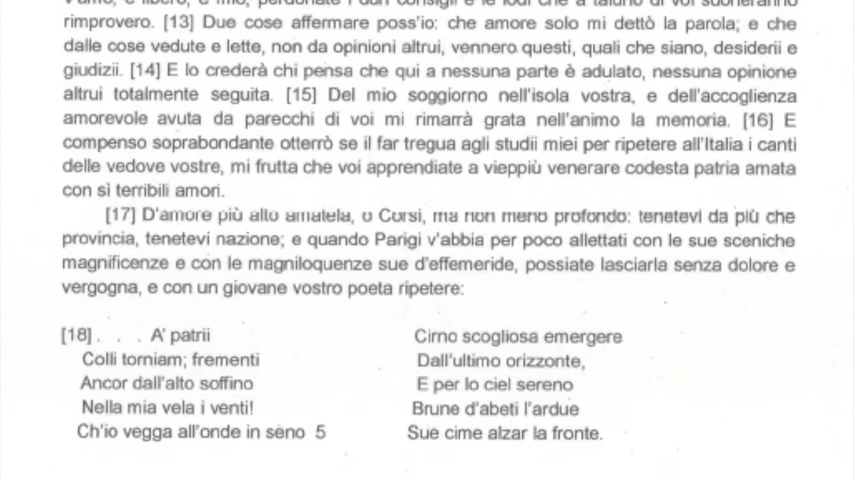 rimprovero. [13] Due cose affermare poss'io: che amore solo mi dettò la parola; e che
dalle cose vedute e lette, non da opinioni altrui, vennero questi, quali che siano, desiderii e
giudizii. [14] E lo crederà chi pensa che qui a nessuna parte è adulato, nessuna opinione
altrui totalmente seguita. [15] Del mio soggiorno nell'isola vostra, e dell'accoglienza
amorevole avuta da parecchi di voi mi rimarrà grata nell'animo la memoria. [16] E
compenso soprabondante otterrò se il far tregua agli studii miei per ripetere all'Italia i canti
delle vedove vostre, mi frutta che voi apprendiate a vieppiù venerare codesta patria amata
con sì terribili amori.
[17] D'amore più alto amatela, o Corsi, ma non meno profondo: tenetevi da più che
provincia, tenetevi nazione; e quando Parigi v'abbia per poco allettati con le sue sceniche
magnificenze e con le magniloquenze sue d'effemeride, possiate lasciarla senza dolore e
vergogna, e con un giovane vostro poeta ripetere:
[18] . . . A' patrii
Colli torniam; frementi
Ancor dall'alto soffino
Nella mia vela i venti!
Ch'io vegga all'onde in seno 5
Cirno scogliosa emergere
Dall'ultimo orizzonte,
E per lo ciel sereno
Brune d'abeti l'ardue
Sue cime alzar la fronte.